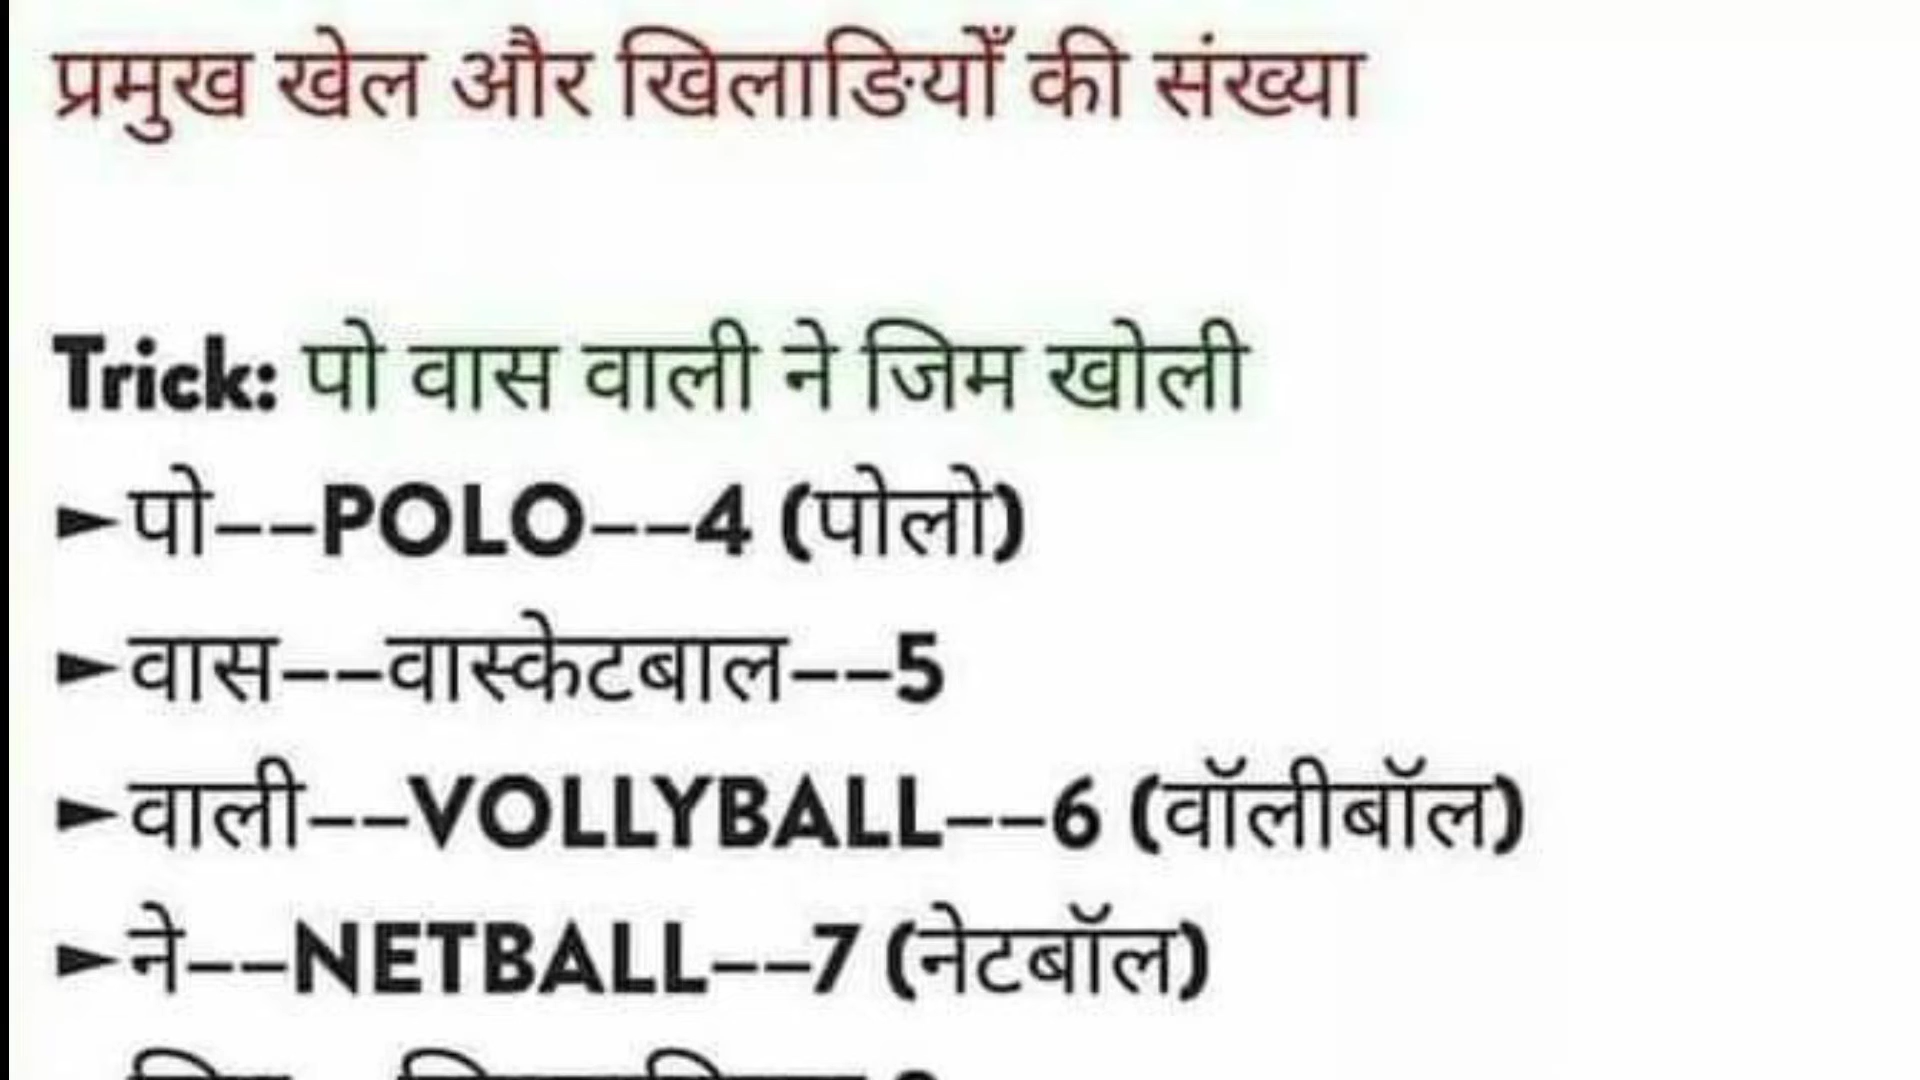 प्रमुख खेल और खिलाङियोँ की संख्या
Trick: पो वास वाली ने जिम खोली
►पो--POLO--4 (पोलो)
►वास--वास्केटबाल--5
►वाली--VOLLYBALL--6 (वॉलीबॉल)
►ने--NETBALL--7 (नेटबॉल)